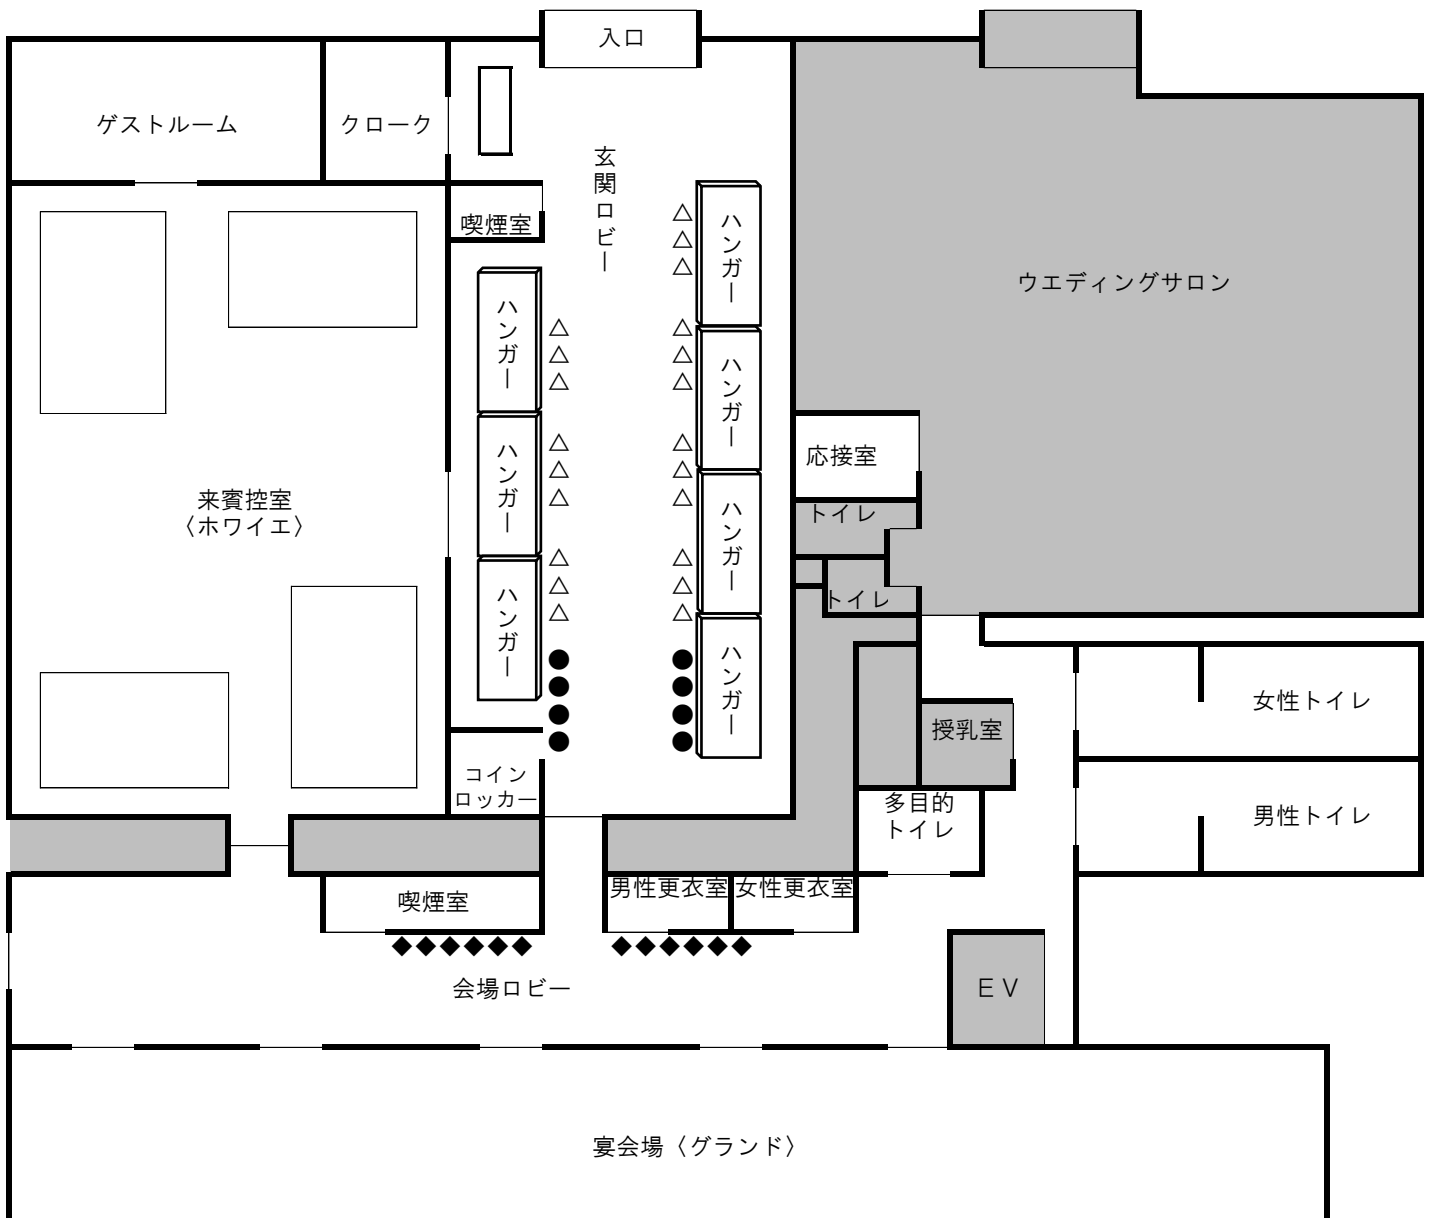 入口
ゲストルーム
クローク
玄関ロビー
喫煙室
ハンガー
ハンガー
ハンガー
ハンガー
ハンガー
ハンガー
ハンガー
ウエディングサロン
応接室
トイレ
トイレ
来賓控室
〈ホワイエ〉
授乳室
女性トイレ
コイン
ロッカー
多目的
トイレ
男性トイレ
喫煙室
男性更衣室
女性更衣室
会場ロビー
ＥＶ
宴会場〈グランド〉